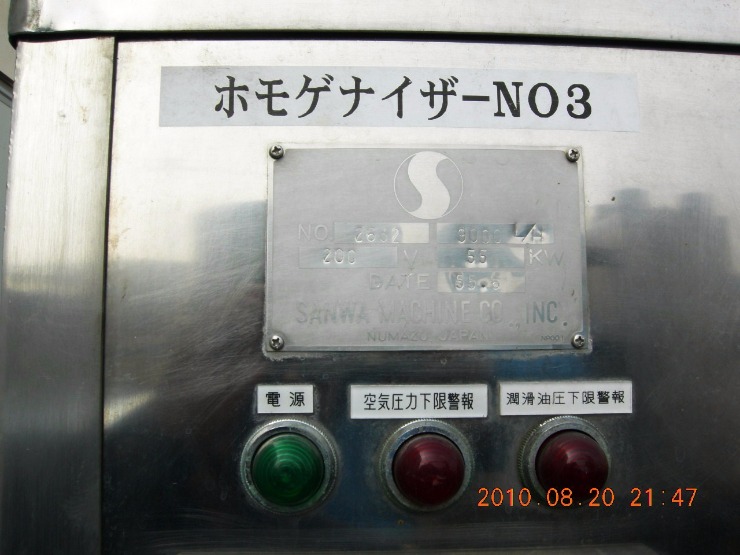 ホモゲナイザーNO3
NO. 9000 L/H
200 V 55 KW
DATE
SANWA MACHINE CO., INC.
NUMAZU JAPAN
電源 空気圧力下限警報 潤滑油圧下限警報
2010.08.20 21:47